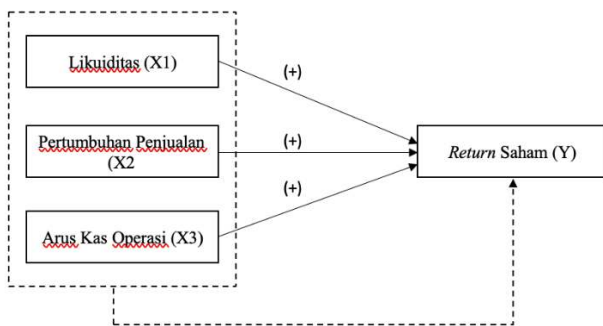 Likuiditas (X1)
(+)
Pertumbuhan Penjualan
(X2
(+)
Return Saham (Y)
(+)
Arus Kas Operasi (X3)